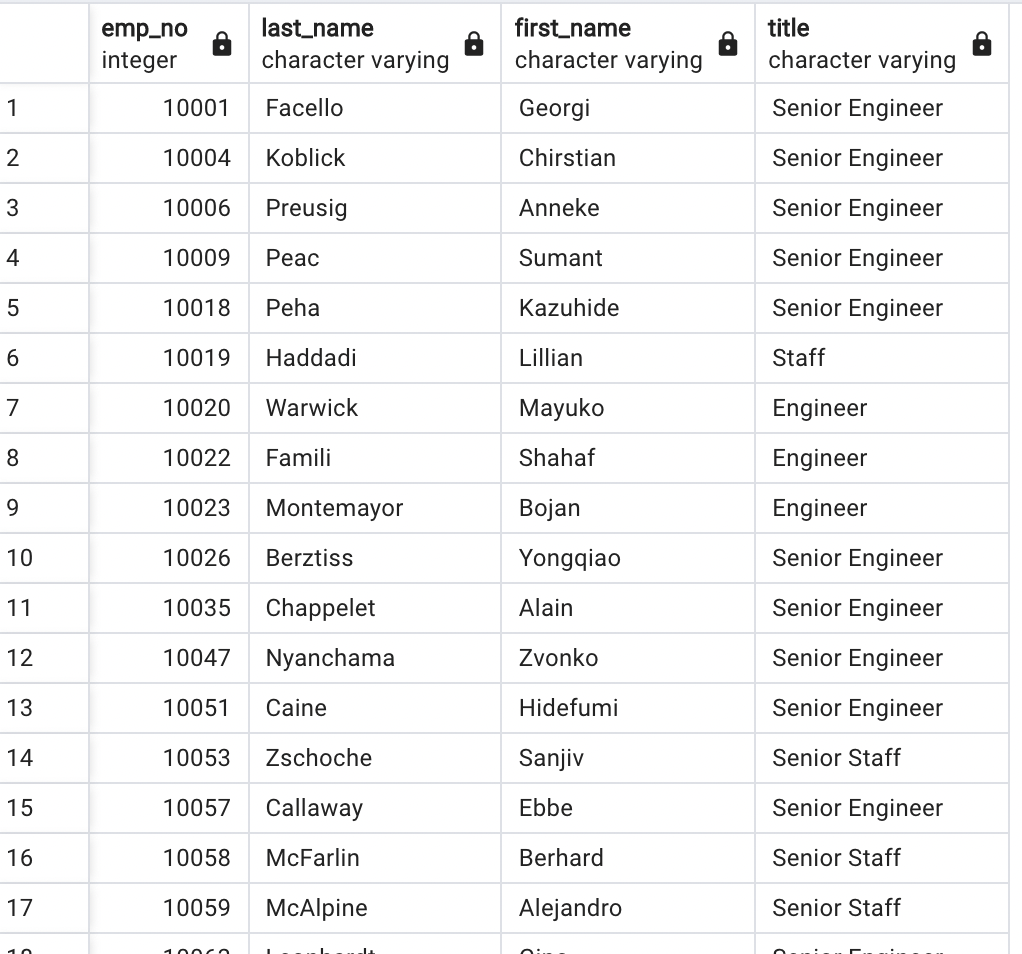 emp_no last_name first_name title
integer character varying character varying character varying
1 10001 Facello Georgi Senior Engineer
2 10004 Koblick Chirstian Senior Engineer
3 10006 Preusig Anneke Senior Engineer
4 10009 Peac Sumant Senior Engineer
5 10018 Peha Kazuhide Senior Engineer
6 10019 Haddadi Lillian Staff
7 10020 Warwick Mayuko Engineer
8 10022 Famili Shahaf Engineer
9 10023 Montemayor Bojan Engineer
10 10026 Berztiss Yongqiao Senior Engineer
11 10035 Chappelet Alain Senior Engineer
12 10047 Nyanchama Zvonko Senior Engineer
13 10051 Caine Hidefumi Senior Engineer
14 10053 Zschoche Sanjiv Senior Staff
15 10057 Callaway Ebbe Senior Engineer
16 10058 McFarlin Berhard Senior Staff
17 10059 McAlpine Alejandro Senior Staff